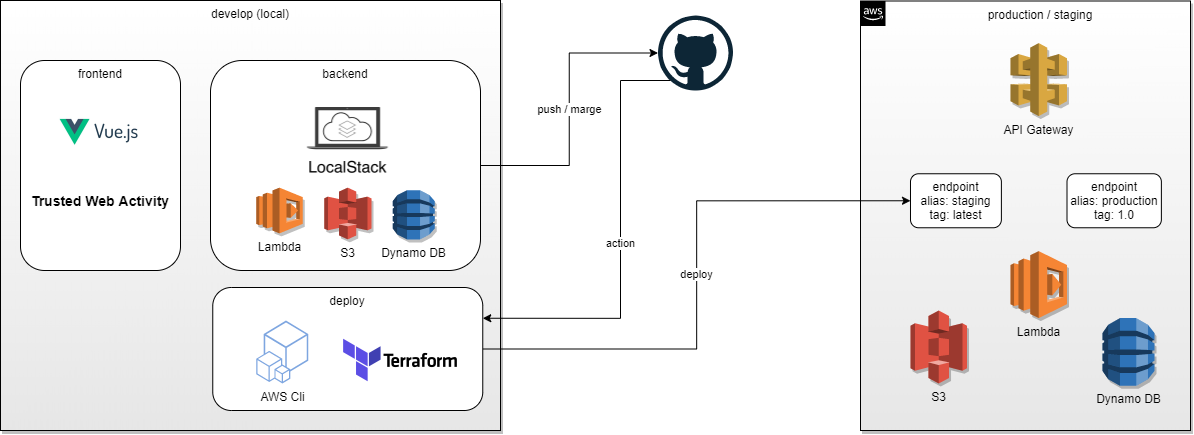 develop (local)
frontend
Vue.js
Trusted Web Activity
backend
LocalStack
Lambda
S3
Dynamo DB
deploy
AWS Cli
Terraform
push / marge
action
deploy
aws
production / staging
API Gateway
endpoint
alias: staging
tag: latest
endpoint
alias: production
tag: 1.0
Lambda
S3
Dynamo DB